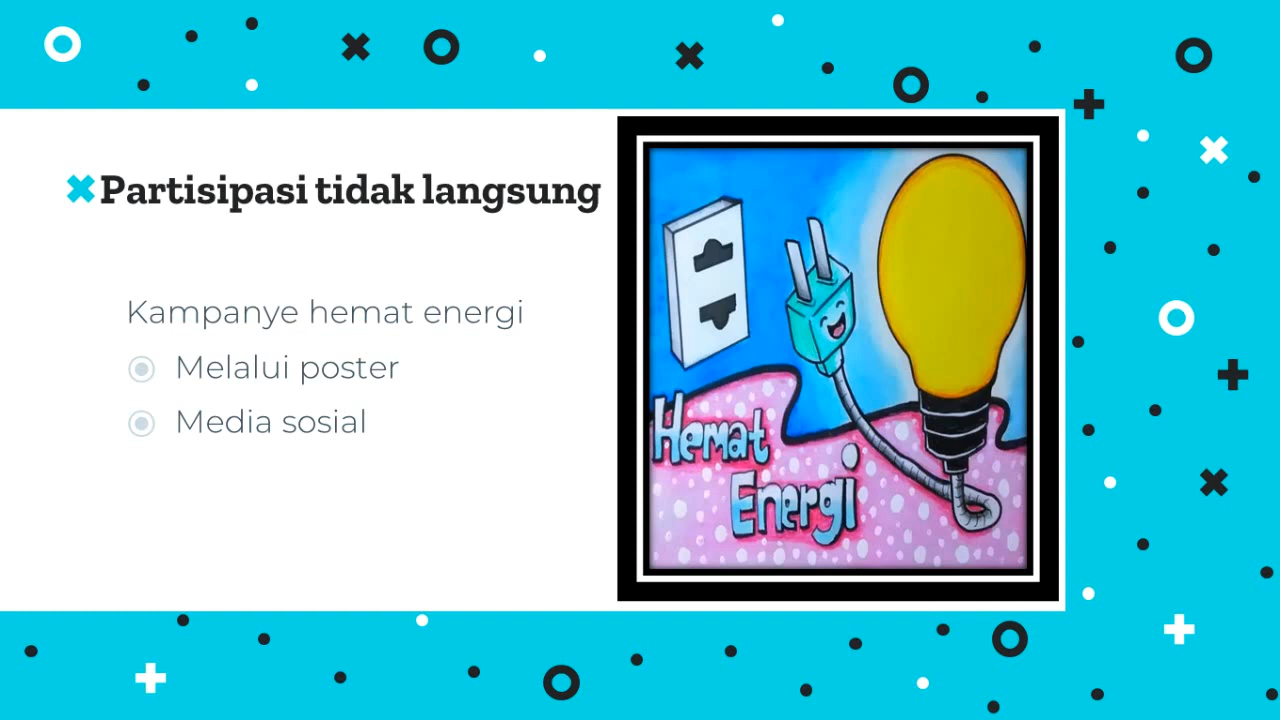 Partisipasi tidak langsung
Kampanye hemat energi
Melalui poster
Media sosial
Hemat
Energi